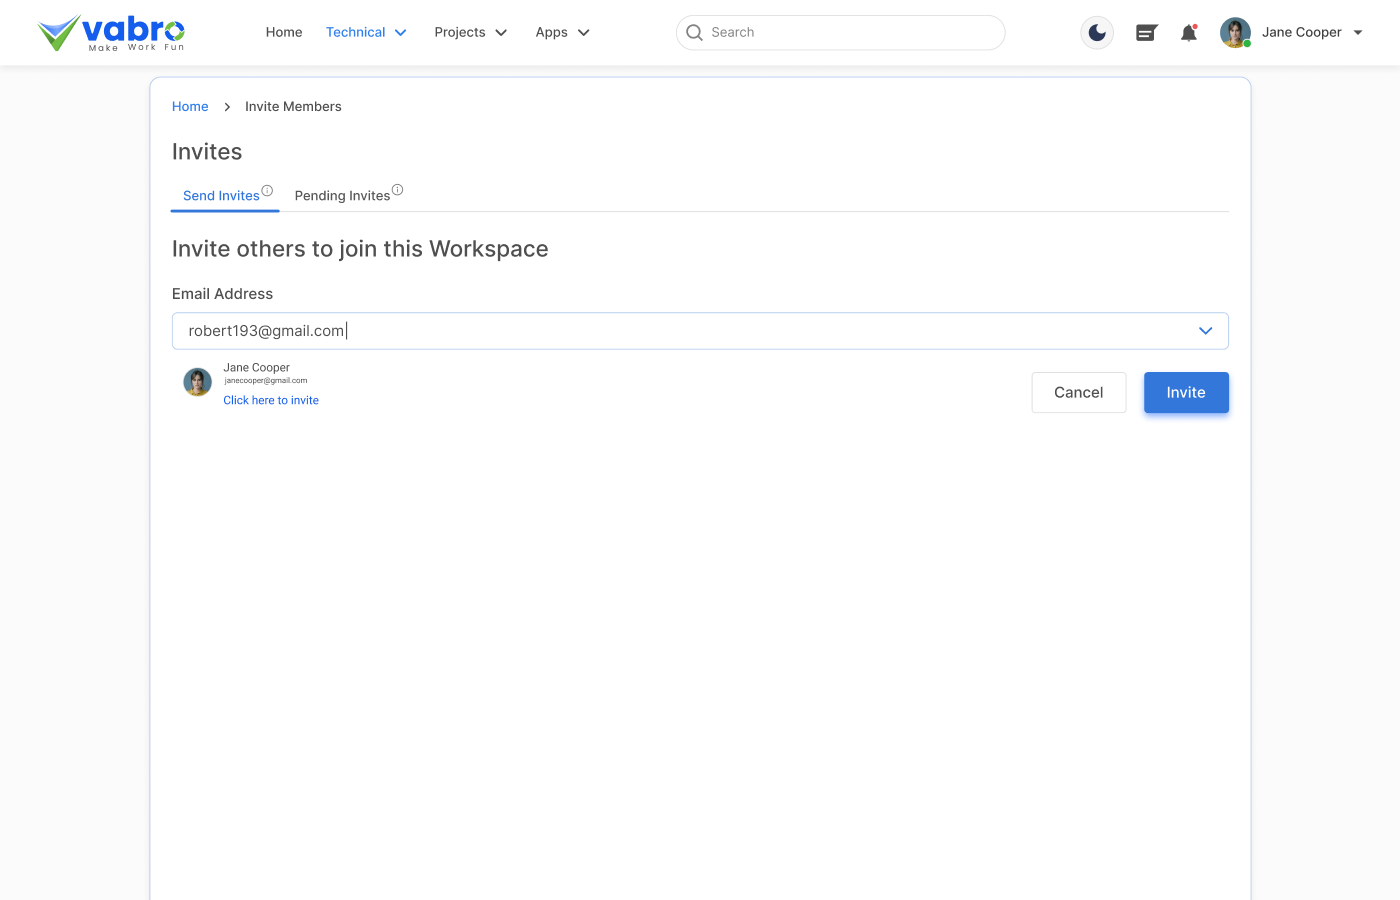 vabro
Make Work Fun
Home
Technical
Projects
Apps
Search
Jane Cooper
Home > Invite Members
Invites
Send Invites
Pending Invites
Invite others to join this Workspace
Email Address
robert193@gmail.com
Jane Cooper
janecooper@gmail.com
Click here to invite
Cancel
Invite